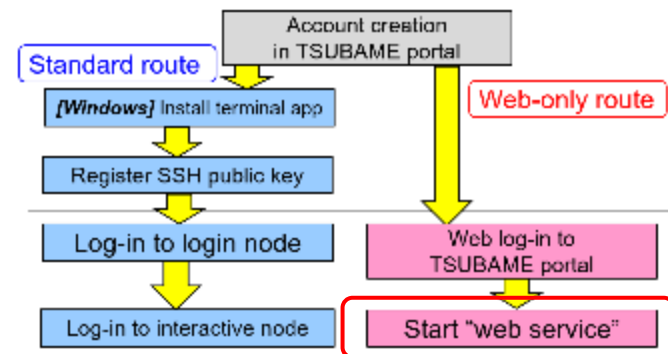 Account creation
in TSUBAME portal
Standard route
Web-only route
[Windows] Install terminal app
Register SSH public key
Log-in to login node
Web log-in to
TSUBAME portal
Log-in to interactive node
Start “web service”